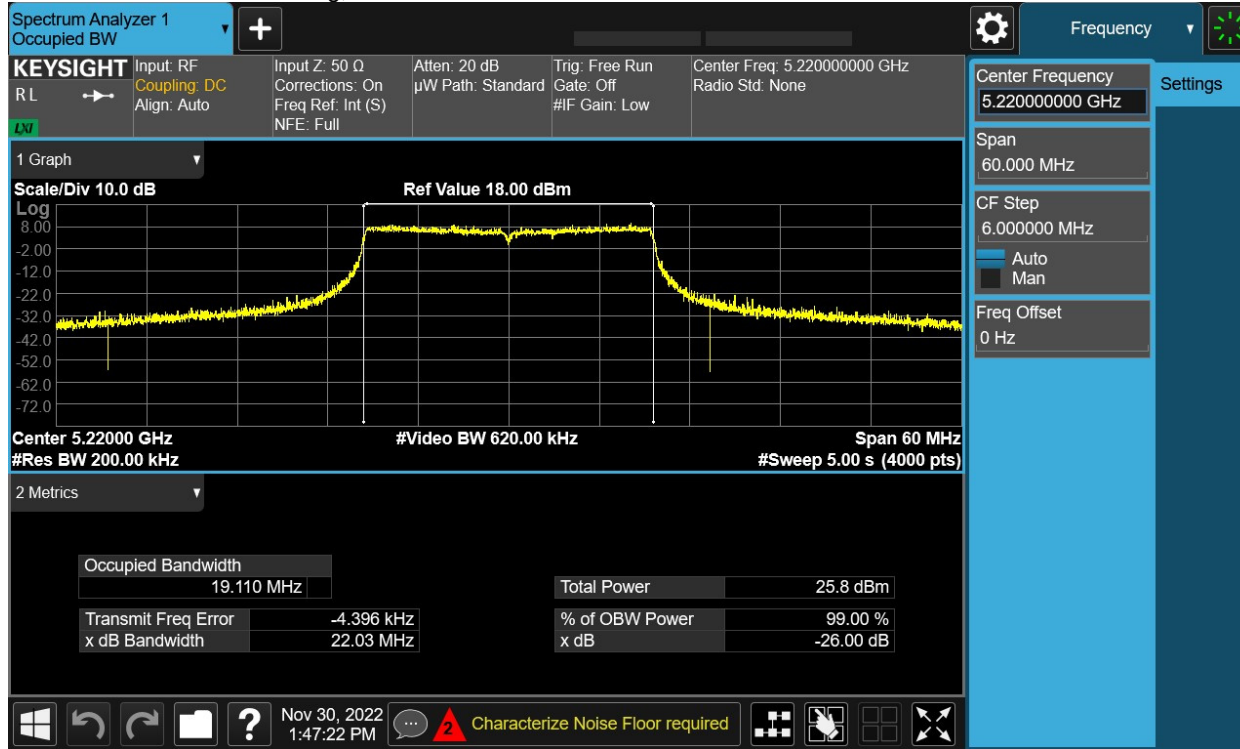 Spectrum Analyzer 1
Occupied BW
+
Frequency
KEYSIGHT
R L
LXI
Input: RF
Coupling: DC
Align: Auto
Input Z: 50 Ω
Corrections: On
Freq Ref: Int (S)
NFE: Full
Atten: 20 dB
µW Path: Standard
Trig: Free Run
Gate: Off
#IF Gain: Low
Center Freq: 5.220000000 GHz
Radio Std: None
Center Frequency
5.220000000 GHz
Settings
Span
60.000 MHz
CF Step
6.000000 MHz
Auto
Man
Freq Offset
0 Hz
1 Graph
Scale/Div 10.0 dB
Ref Value 18.00 dBm
Log
8.00
-2.00
-12.0
-22.0
-32.0
-42.0
-52.0
-62.0
-72.0
Center 5.22000 GHz
#Video BW 620.00 kHz
Span 60 MHz
#Res BW 200.00 kHz
#Sweep 5.00 s (4000 pts)
2 Metrics
Occupied Bandwidth
19.110 MHz
Total Power 25.8 dBm
Transmit Freq Error -4.396 kHz
% of OBW Power 99.00 %
x dB Bandwidth 22.03 MHz
x dB -26.00 dB
?
Nov 30, 2022
1:47:22 PM
2
Characterize Noise Floor required